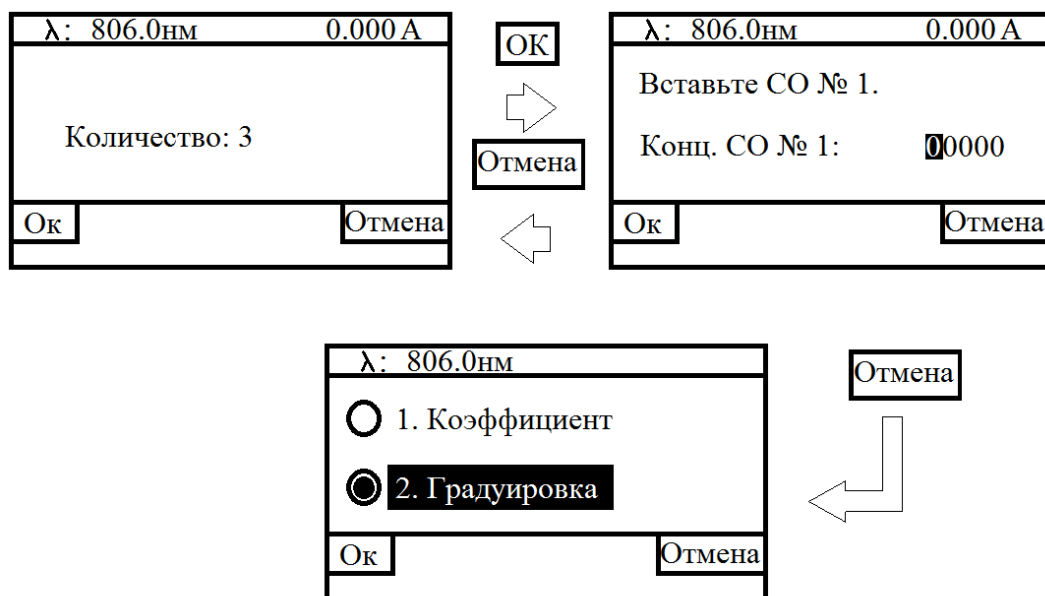 λ: 806.0нм 0.000 А
Количество: 3
Ок Отмена
ОК
Отмена
λ: 806.0нм 0.000 А
Вставьте СО № 1.
Конц. СО № 1: 00000
Ок Отмена
λ: 806.0нм
1. Коэффициент
2. Градуировка
Ок Отмена
Отмена